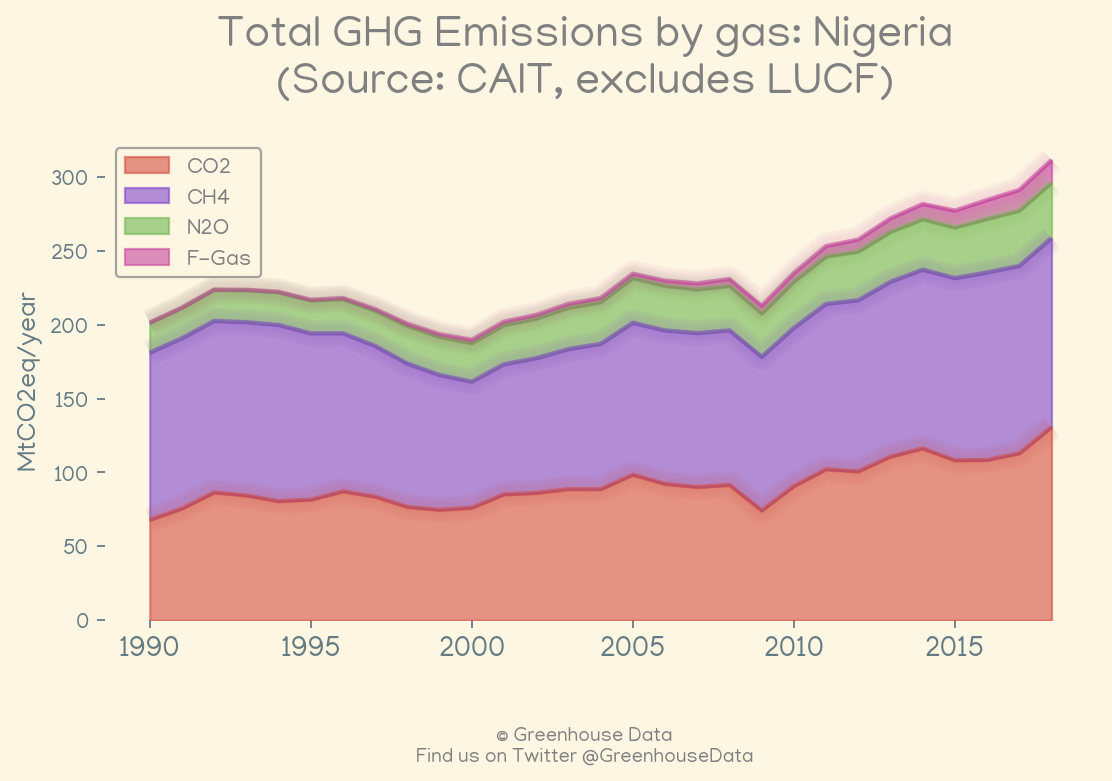 Total GHG Emissions by gas: Nigeria
(Source: CAIT, excludes LUCF)
CO2
CH4
N2O
F-Gas
MtCO2eq/year
300
250
200
150
100
50
0
1990 1995 2000 2005 2010 2015
© Greenhouse Data
Find us on Twitter @GreenhouseData